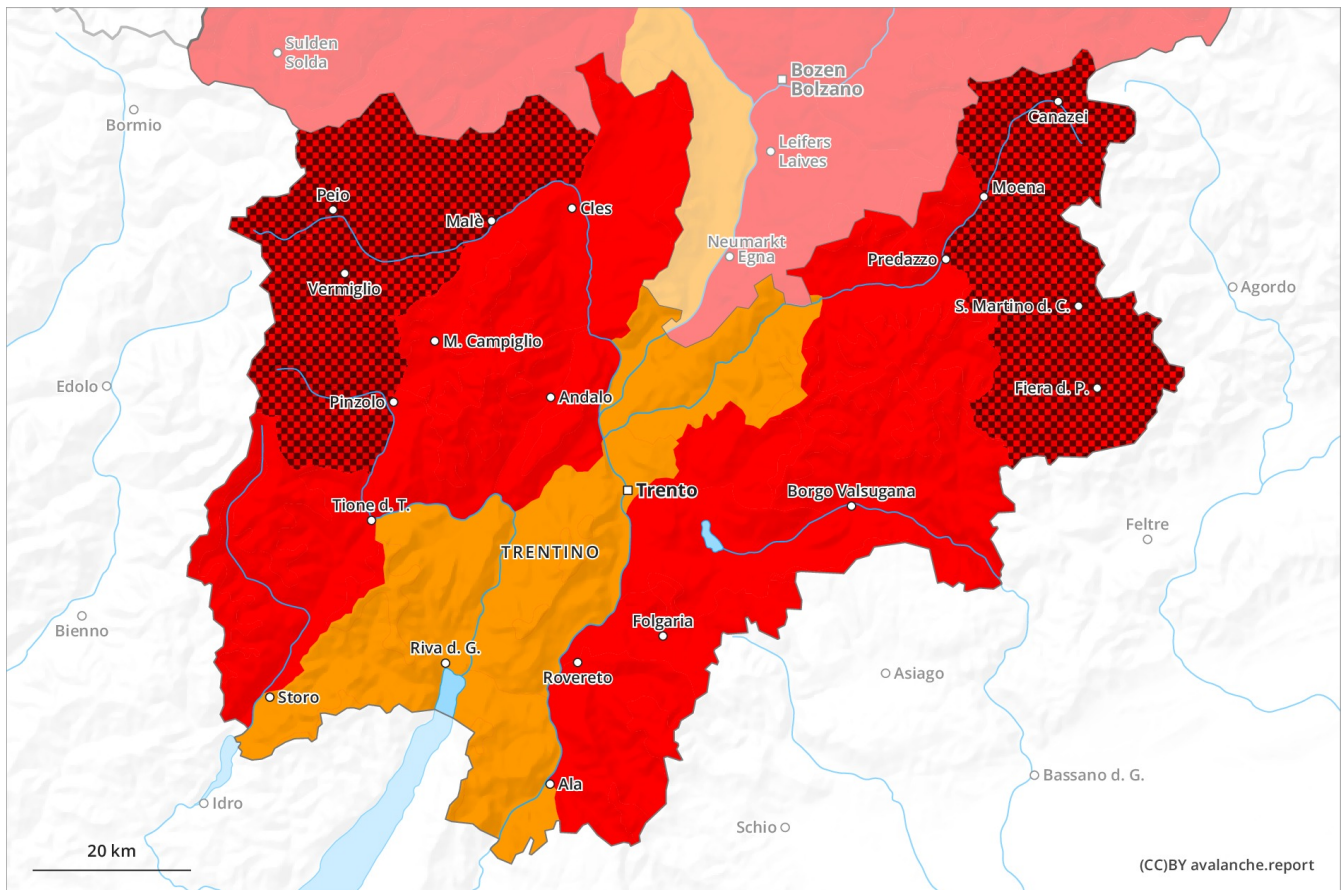 Sulden
Solda
Bozen
Bolzano
Bormio
Canazei
Leifers
Laives
Peio
Moena
Malè
Cles
Neumarkt
Egna
Predazzo
Vermiglio
Agordo
S. Martino d. C.
M. Campiglio
Edolo
Fiera d. P.
Pinzolo
Andalo
Trento
Borgo Valsugana
Tione d. T.
Feltre
TRENTINO
Bienno
Folgaria
Riva d. G.
Asiago
Rovereto
Storo
Bassano d. G.
Ala
Idro
Schio
20 km
(CC)BY avalanche.report